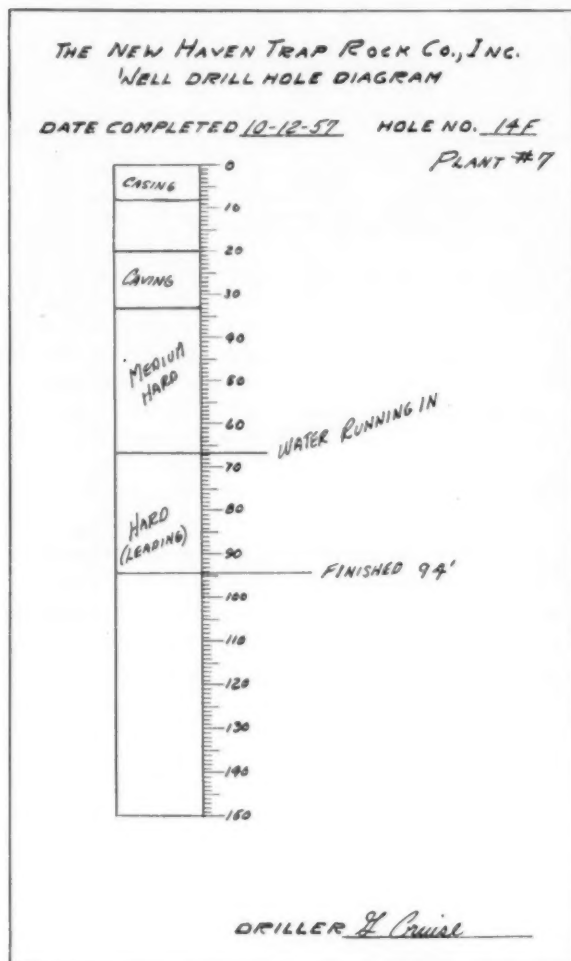 THE NEW HAVEN TRAP ROCK CO., INC.
WELL DRILL HOLE DIAGRAM
DATE COMPLETED 10-12-57 HOLE NO. 14F
PLANT #7
0
CASING
10
20
CAVING
30
40
MEDIUM
HARD
50
60
WATER RUNNING IN
70
80
HARD
(LEADING)
90
FINISHED 94'
100
110
120
130
140
150
DRILLER G Cruise